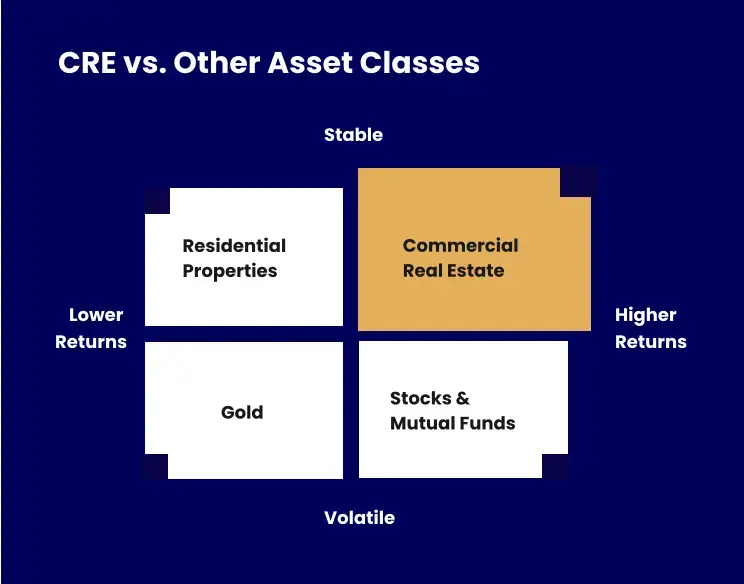 CRE vs. Other Asset Classes
Stable
Residential
Properties
Commercial
Real Estate
Lower
Returns
Higher
Returns
Gold
Stocks &
Mutual Funds
Volatile